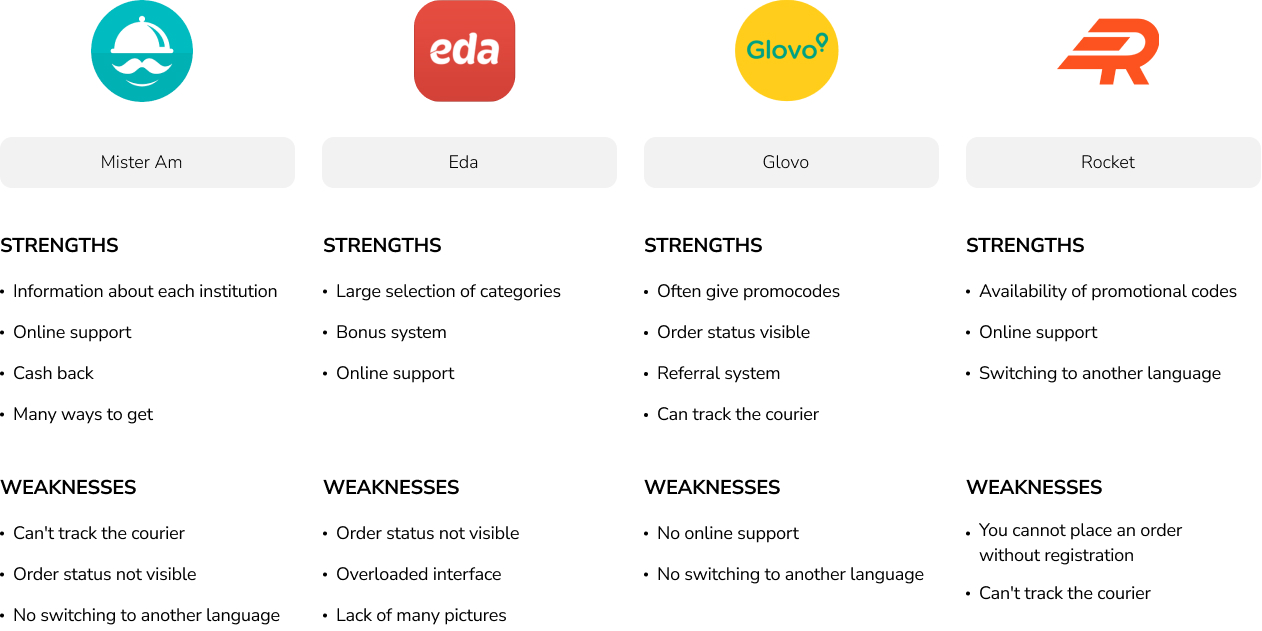 eda
Glovo
Mister Am
Eda
Glovo
Rocket
STRENGTHS
• Information about each institution
• Online support
• Cash back
• Many ways to get
STRENGTHS
• Large selection of categories
• Bonus system
• Online support
STRENGTHS
• Often give promocodes
• Order status visible
• Referral system
• Can track the courier
STRENGTHS
• Availability of promotional codes
• Online support
• Switching to another language
WEAKNESSES
• Can't track the courier
• Order status not visible
• No switching to another language
WEAKNESSES
• Order status not visible
• Overloaded interface
• Lack of many pictures
WEAKNESSES
• No online support
• No switching to another language
WEAKNESSES
• You cannot place an order
without registration
• Can't track the courier